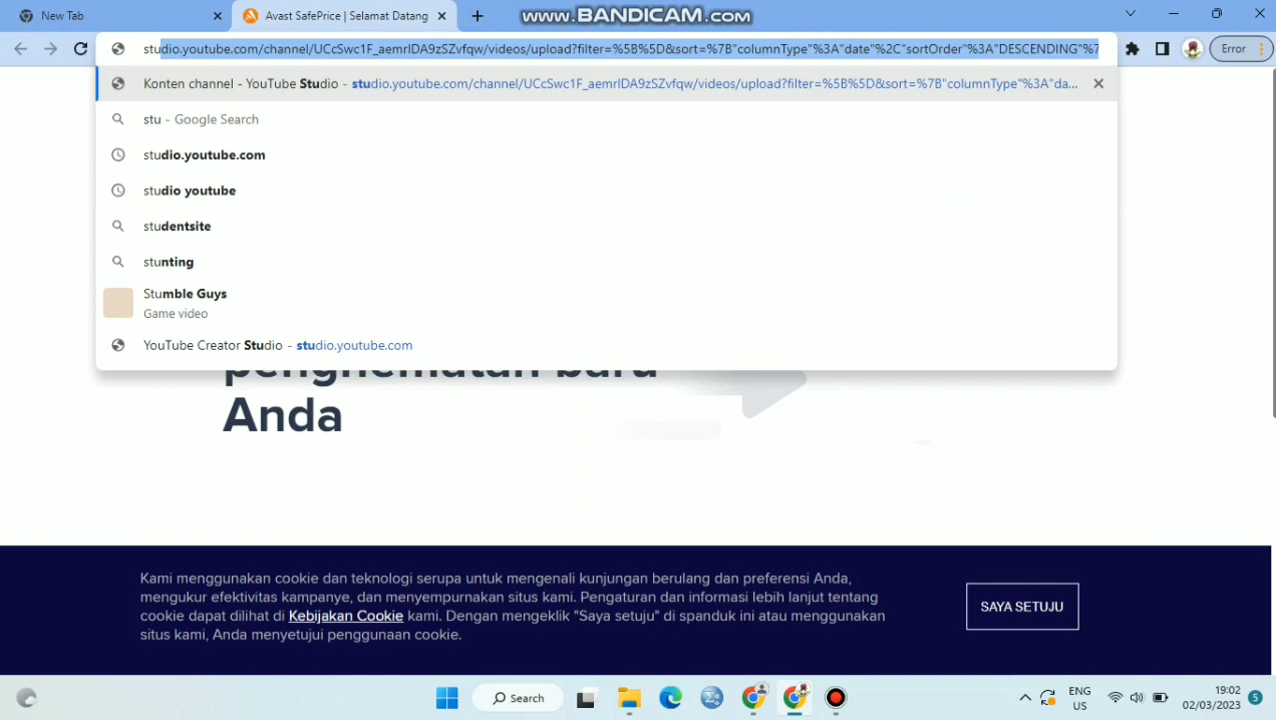 New Tab
Avast SafePrice | Selamat Datang
www.BANDICAM.com
studio.youtube.com/channel/UCcSwc1F_aemrIDA9zSZvfqw/videos/upload?filter=%5B%5D&sort=%7B"columnType"%3A"date"%2C"sortOrder"%3A"DESCENDING"%7
Error
Konten channel - YouTube Studio - studio.youtube.com/channel/UCcSwc1F_aemrIDA9zSZvfqw/videos/upload?filter=%5B%5D&sort=%7B"columnType"%3A"da...
stu - Google Search
studio.youtube.com
studio youtube
studentsite
stunting
Stumble Guys
Game video
YouTube Creator Studio - studio.youtube.com
penghematan baru
Anda
Kami menggunakan cookie dan teknologi serupa untuk mengenali kunjungan berulang dan preferensi Anda,
mengukur efektivitas kampanye, dan menyempurnakan situs kami. Pengaturan dan informasi lebih lanjut tentang
cookie dapat dilihat di Kebijakan Cookie kami. Dengan mengeklik "Saya setuju" di spanduk ini atau menggunakan
situs kami, Anda menyetujui penggunaan cookie.
SAYA SETUJU
Search
ENG
US
19:02
02/03/2023
5